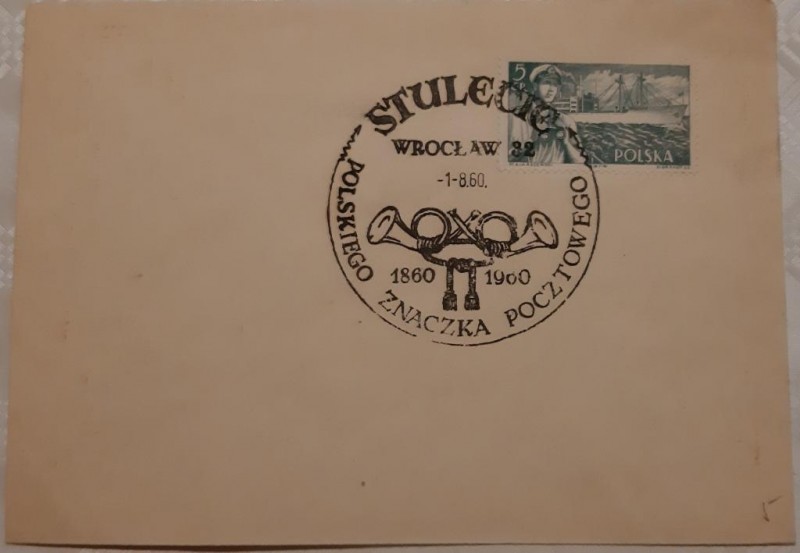 5
POLSKA
STULECIE
WROCŁAW 32
-1-8.60.
1860 1960
POLSKIEGO ZNACZKA POCZTOWEGO